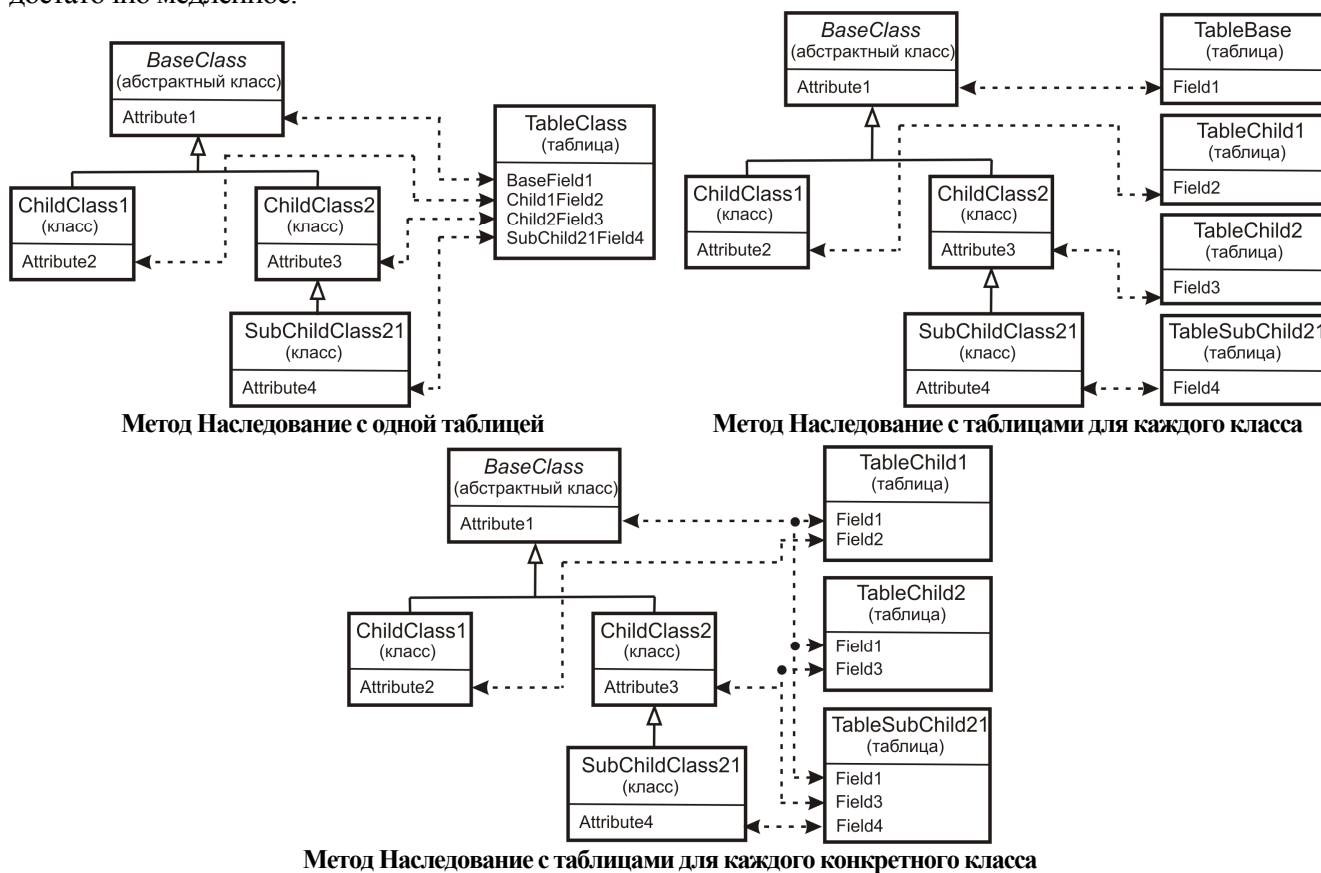 достаточно медленное.
BaseClass
(абстрактный класс)
Attribute1
ChildClass1
(класс)
Attribute2
ChildClass2
(класс)
Attribute3
SubChildClass21
(класс)
Attribute4
TableClass
(таблица)
BaseField1
Child1Field2
Child2Field3
SubChild21Field4
Метод Наследование с одной таблицей
BaseClass
(абстрактный класс)
Attribute1
ChildClass1
(класс)
Attribute2
ChildClass2
(класс)
Attribute3
SubChildClass21
(класс)
Attribute4
TableBase
(таблица)
Field1
TableChild1
(таблица)
Field2
TableChild2
(таблица)
Field3
TableSubChild21
(таблица)
Field4
Метод Наследование с таблицами для каждого класса
BaseClass
(абстрактный класс)
Attribute1
ChildClass1
(класс)
Attribute2
ChildClass2
(класс)
Attribute3
SubChildClass21
(класс)
Attribute4
TableChild1
(таблица)
Field1
Field2
TableChild2
(таблица)
Field1
Field3
TableSubChild21
(таблица)
Field1
Field3
Field4
Метод Наследование с таблицами для каждого конкретного класса